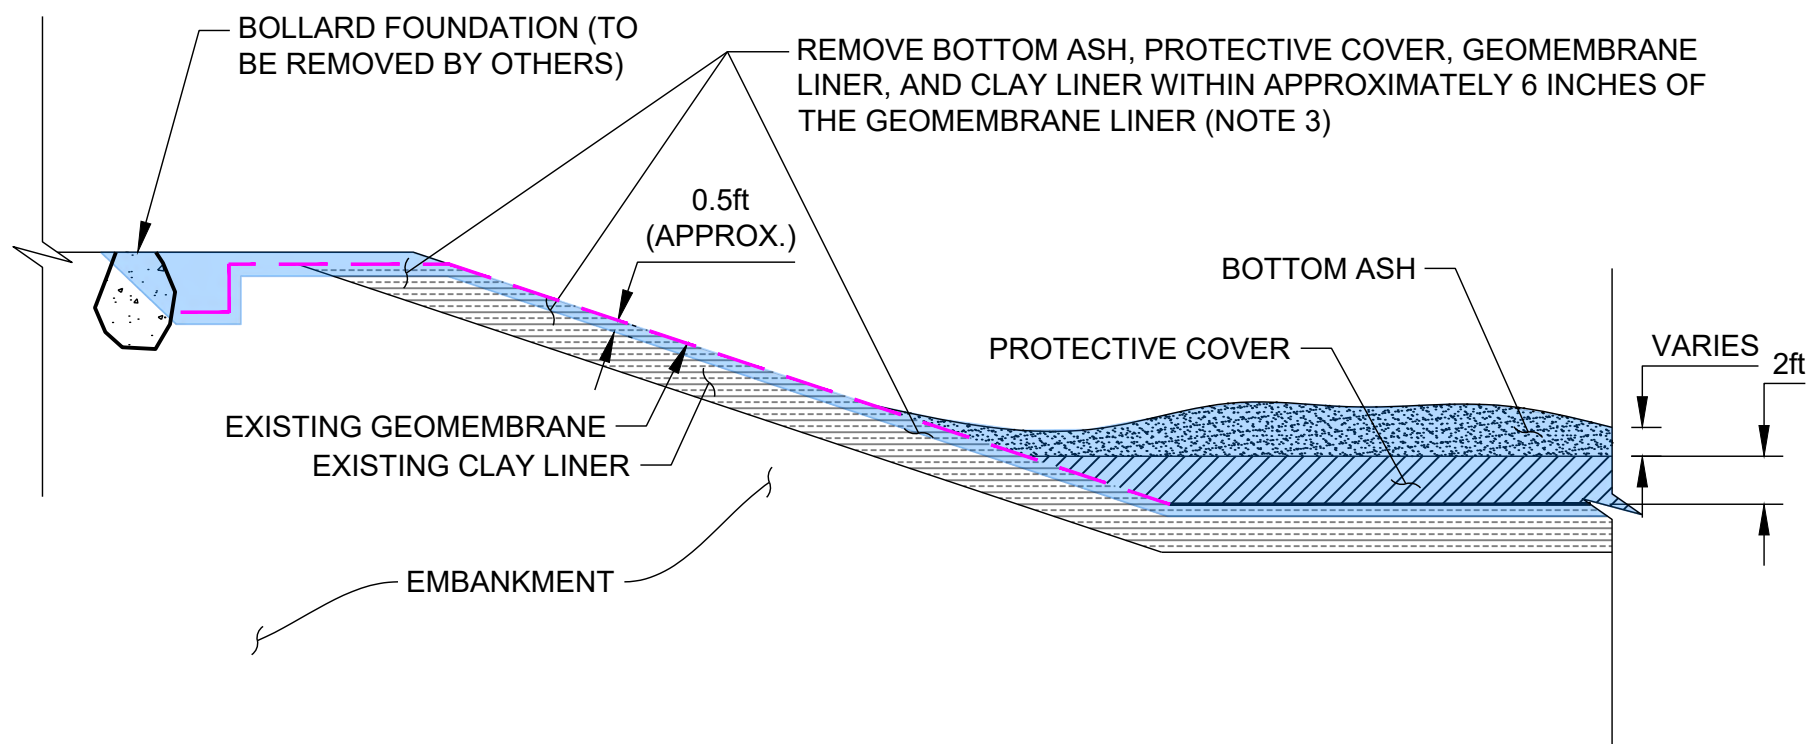 BOLLARD FOUNDATION (TO
BE REMOVED BY OTHERS)
REMOVE BOTTOM ASH, PROTECTIVE COVER, GEOMEMBRANE
LINER, AND CLAY LINER WITHIN APPROXIMATELY 6 INCHES OF
THE GEOMEMBRANE LINER (NOTE 3)
0.5ft
(APPROX.)
BOTTOM ASH
PROTECTIVE COVER
VARIES
2ft
EXISTING GEOMEMBRANE
EXISTING CLAY LINER
EMBANKMENT